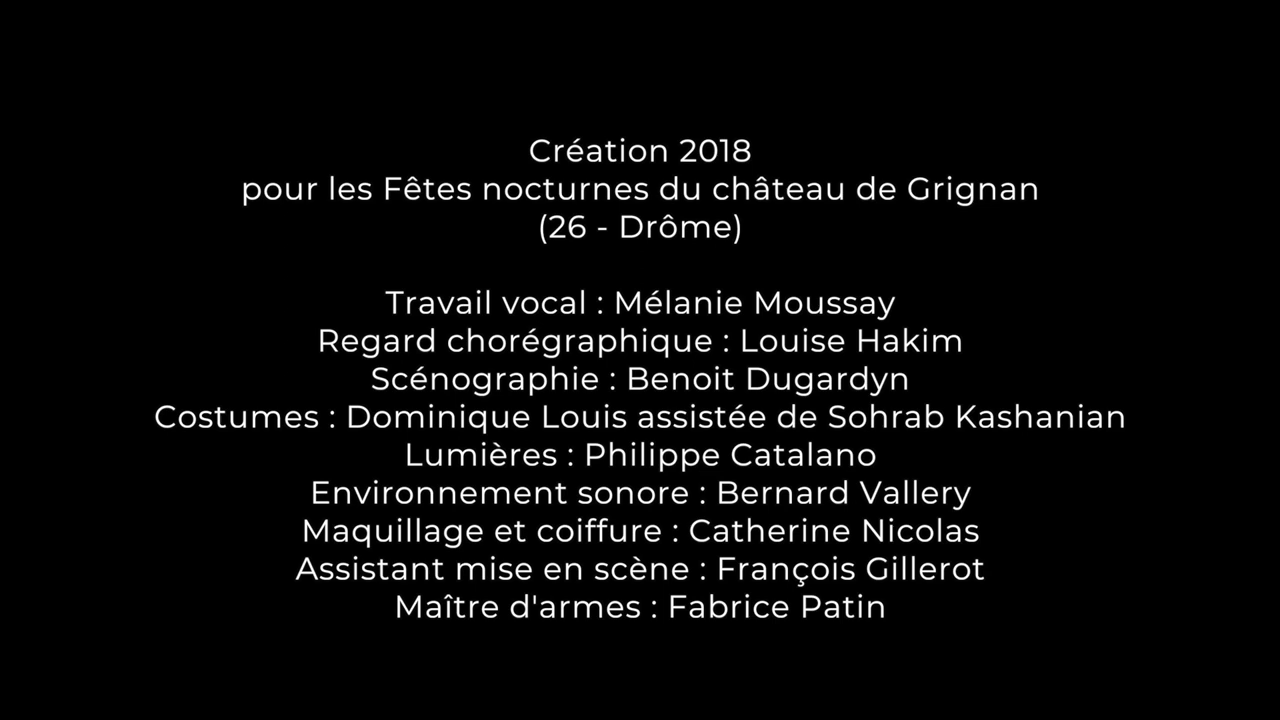 Création 2018
pour les Fêtes nocturnes du château de Grignan
(26 - Drôme)
Travail vocal : Mélanie Moussay
Regard chorégraphique : Louise Hakim
Scénographie : Benoit Dugardyn
Costumes : Dominique Louis assistée de Sohrab Kashanian
Lumières : Philippe Catalano
Environnement sonore : Bernard Vallery
Maquillage et coiffure : Catherine Nicolas
Assistant mise en scène : François Gillerot
Maître d'armes : Fabrice Patin